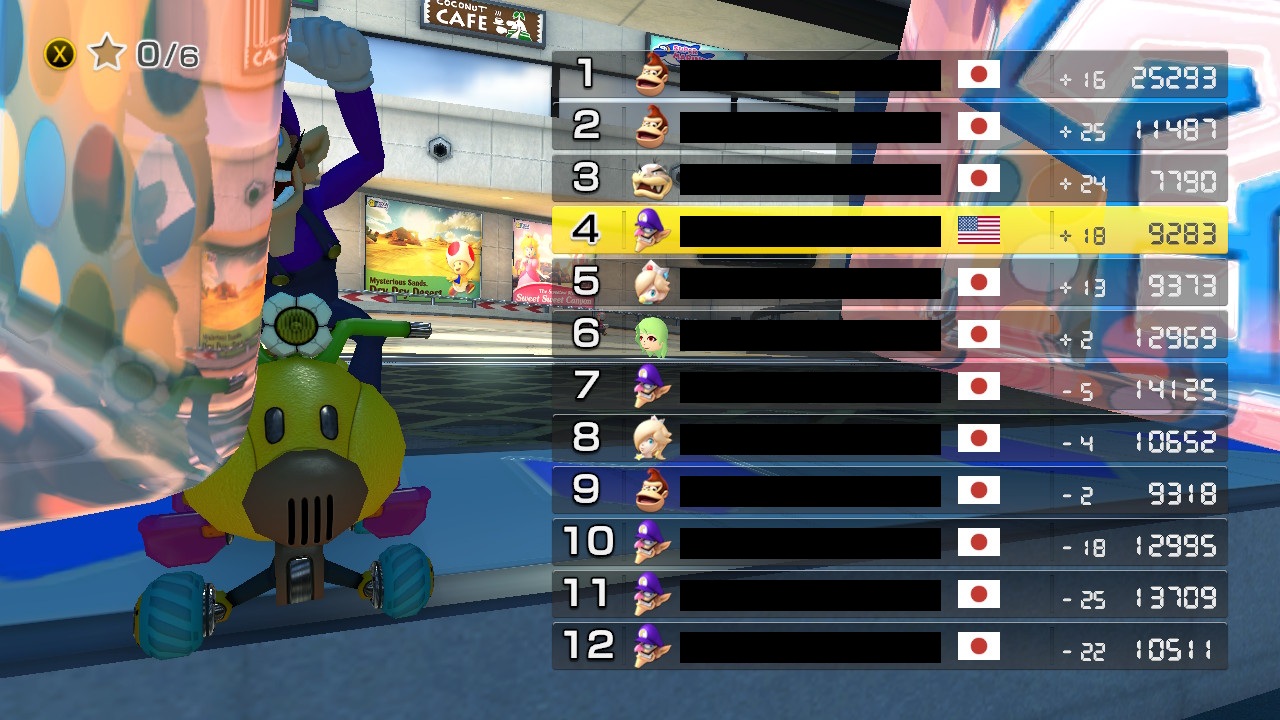 X 0/6
COCONUT
CAFE
1 +16 25293
2 +25 11487
3 +24 7790
4 +18 9283
5 +13 9373
6 +2 12969
7 -5 14125
8 -4 10652
9 -2 9318
10 -18 12995
11 -25 13709
12 -22 10511
Mysterious Sands.
Dry Dry Desert
Sweet Sweet Canyon